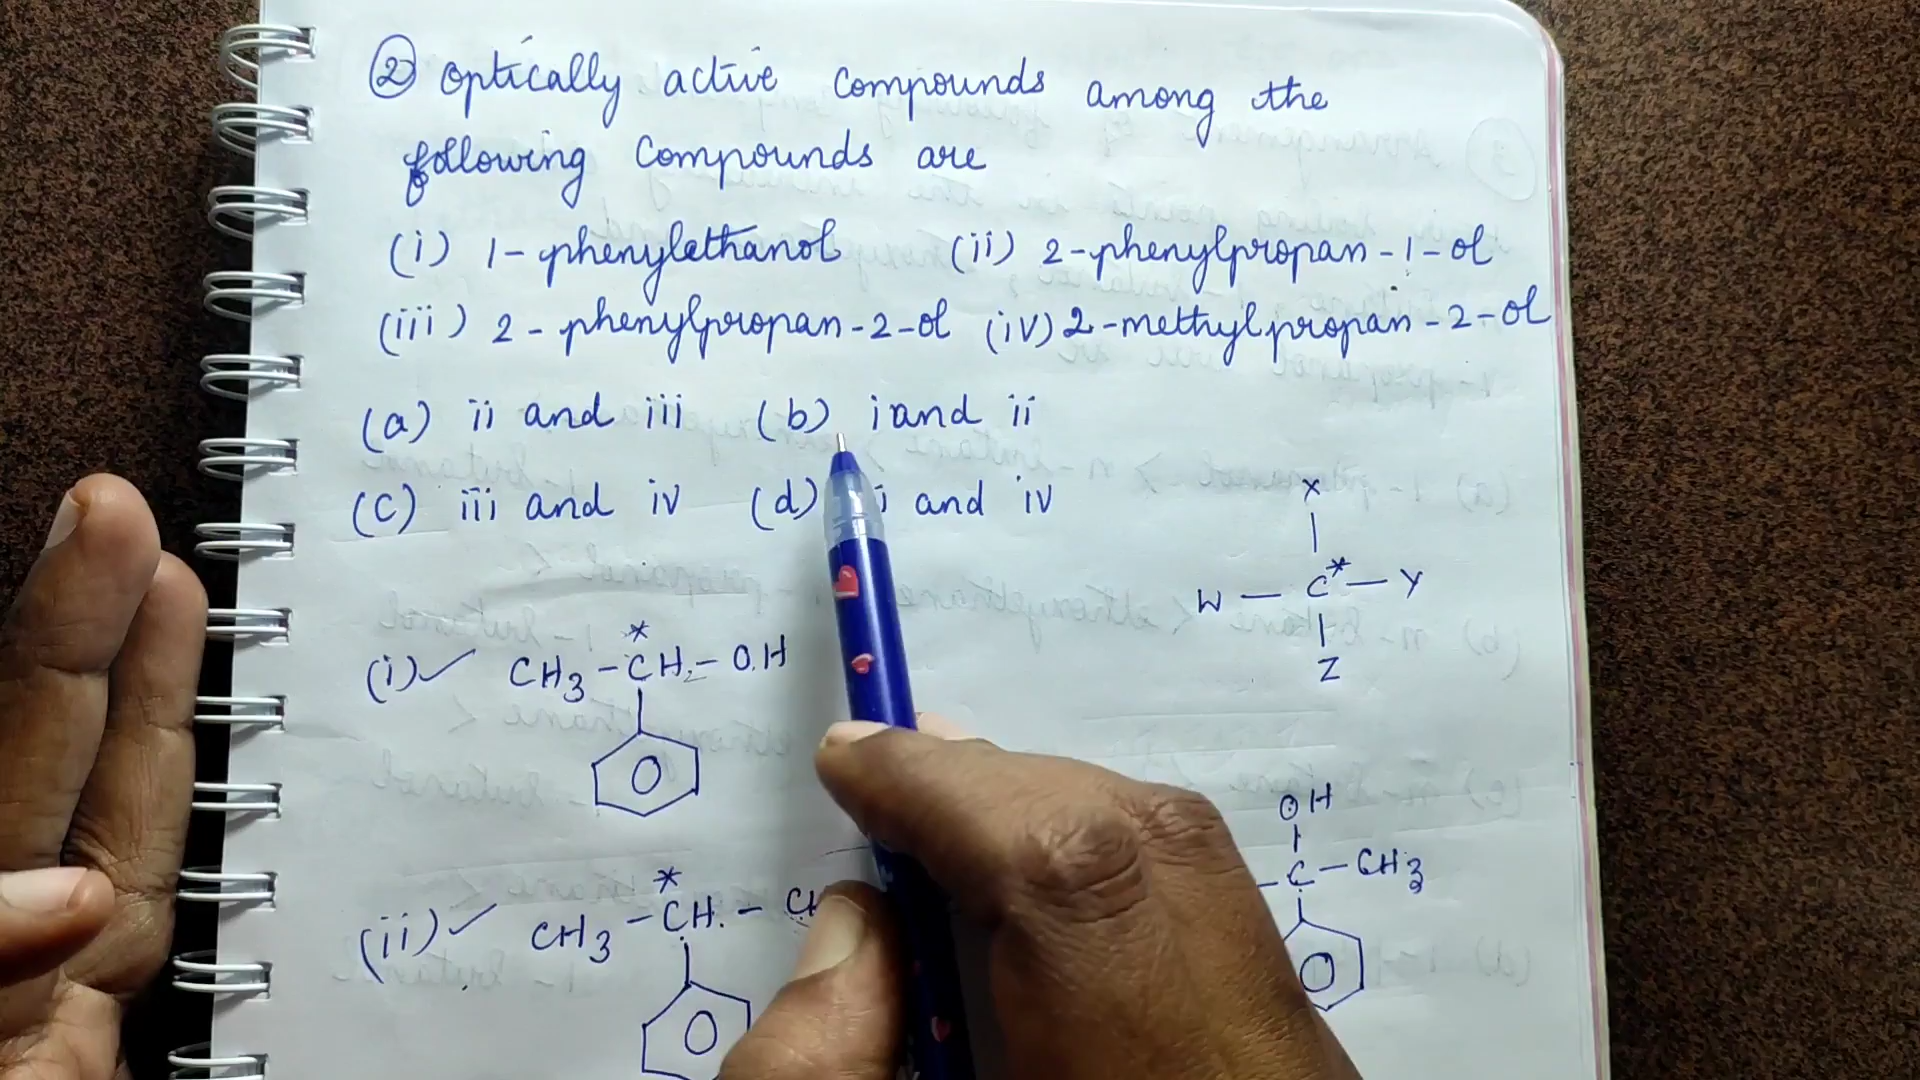 ② optically active compounds among the
following compounds are
(i) 1-phenylethanol (ii) 2-phenylpropan-1-ol
(iii) 2-phenylpropan-2-ol (iv) 2-methylpropan-2-ol
(a) ii and iii (b) i and ii
(c) iii and iv (d) i and iv
X
|
W — C* — Y
|
Z
*
(i) ✓ CH3 – CH2 – OH
O
OH
|
– C – CH3
O
*
(ii) ✓ CH3 – CH – 
O